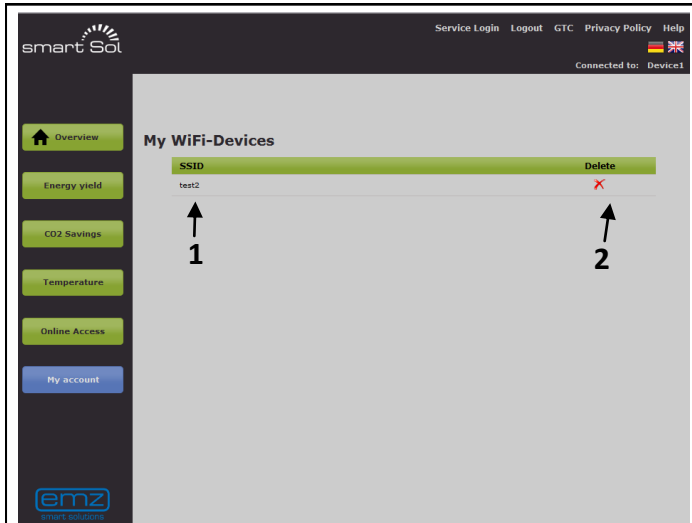 smart Sol
Service Login Logout GTC Privacy Policy Help
Connected to: Device1
Overview
Energy yield
CO2 Savings
Temperature
Online Access
My account
My WiFi-Devices
SSID Delete
test2
1 2
emz
smart solutions